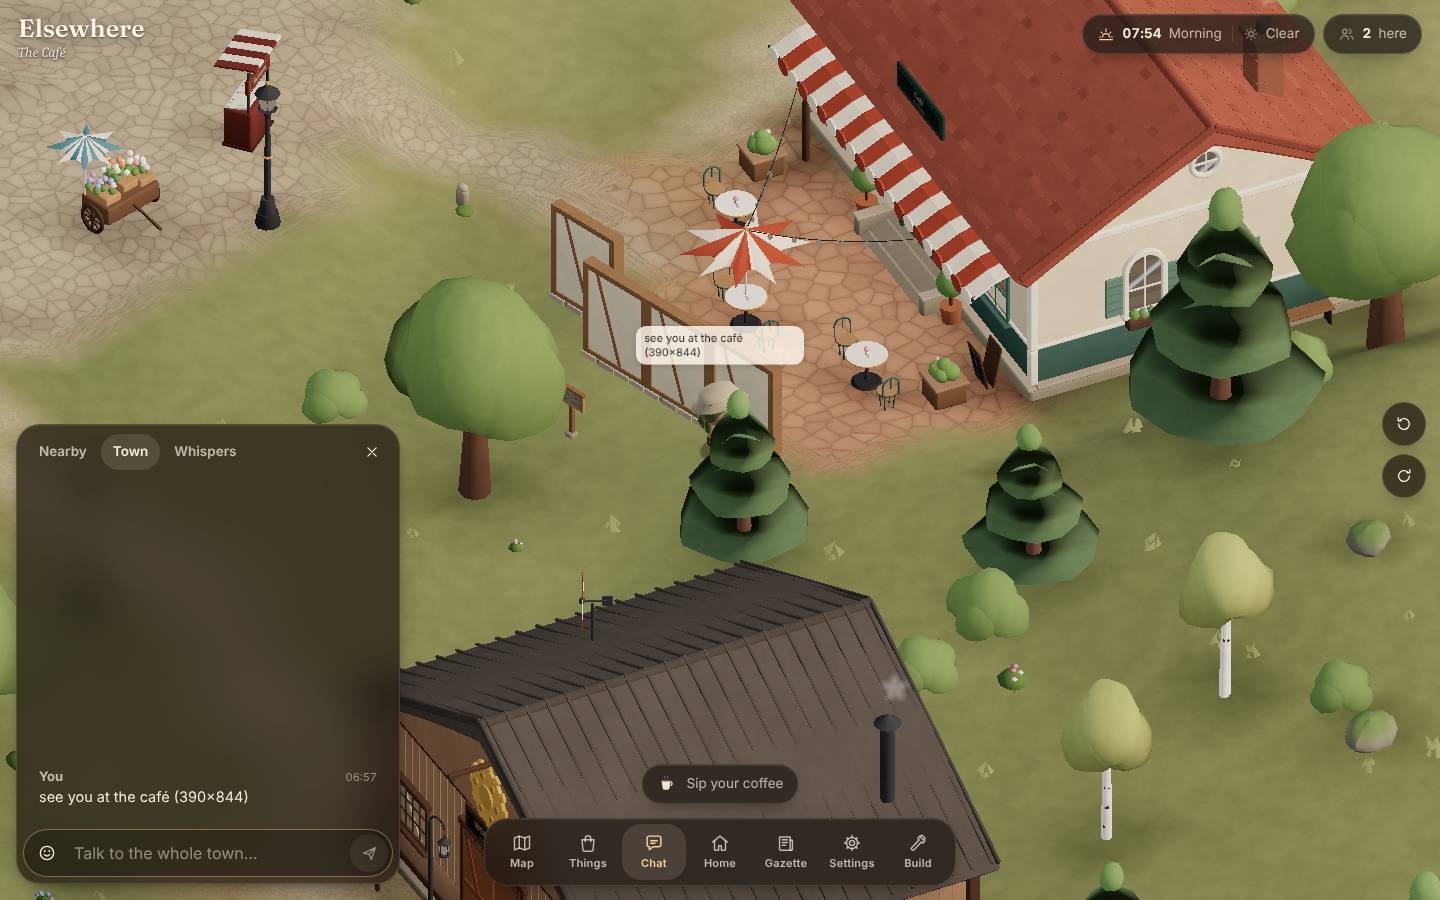 Elsewhere
The Café
07:54 Morning
Clear
2 here
see you at the café
(390×844)
Nearby
Town
Whispers
You
06:57
see you at the café (390×844)
Talk to the whole town...
Sip your coffee
Map
Things
Chat
Home
Gazette
Settings
Build